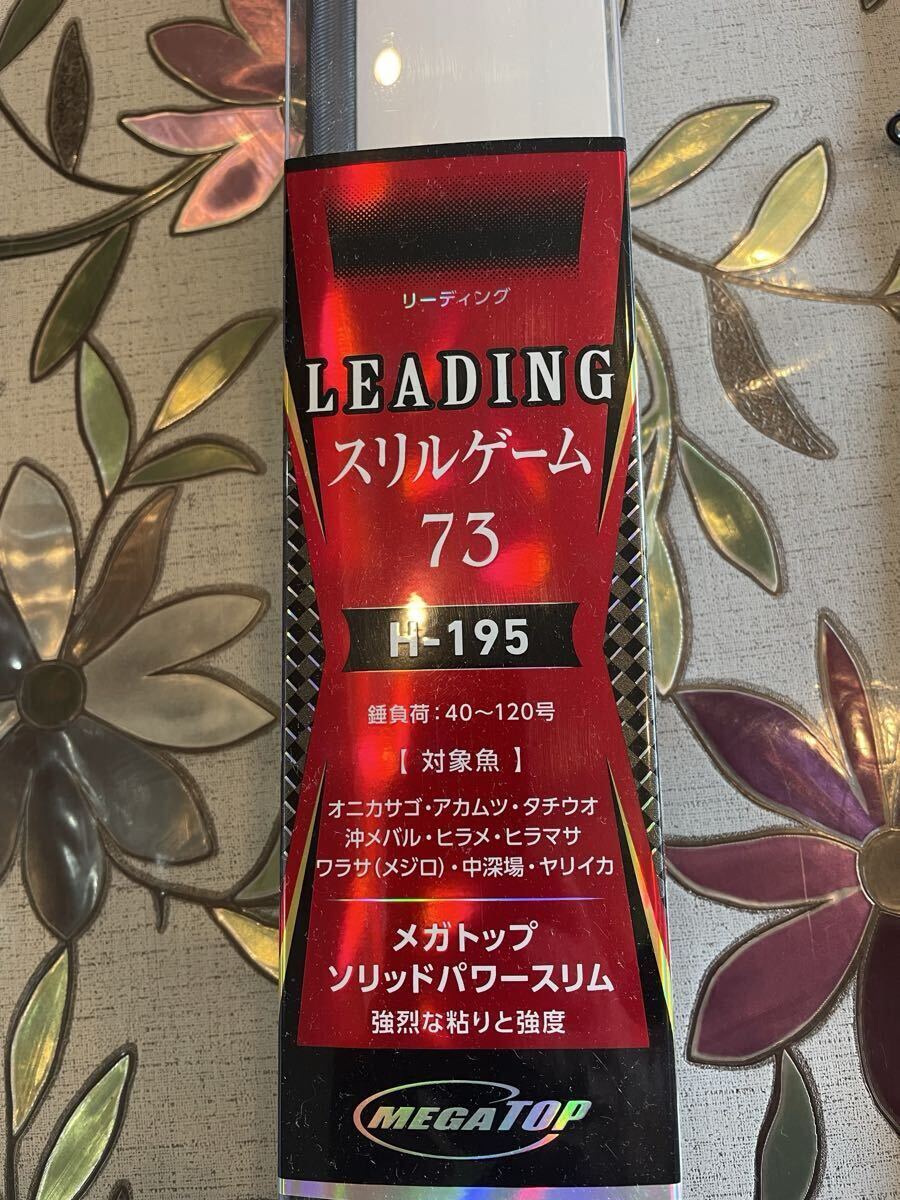 リーディング
LEADING
スリルゲーム
73
H-195
錘負荷：40〜120号
【 対象魚 】
オニカサゴ・アカムツ・タチウオ
沖メバル・ヒラメ・ヒラマサ
ワラサ（メジロ）・中深場・ヤリイカ
メガトップ
ソリッドパワースリム
強烈な粘りと強度
MEGATOP